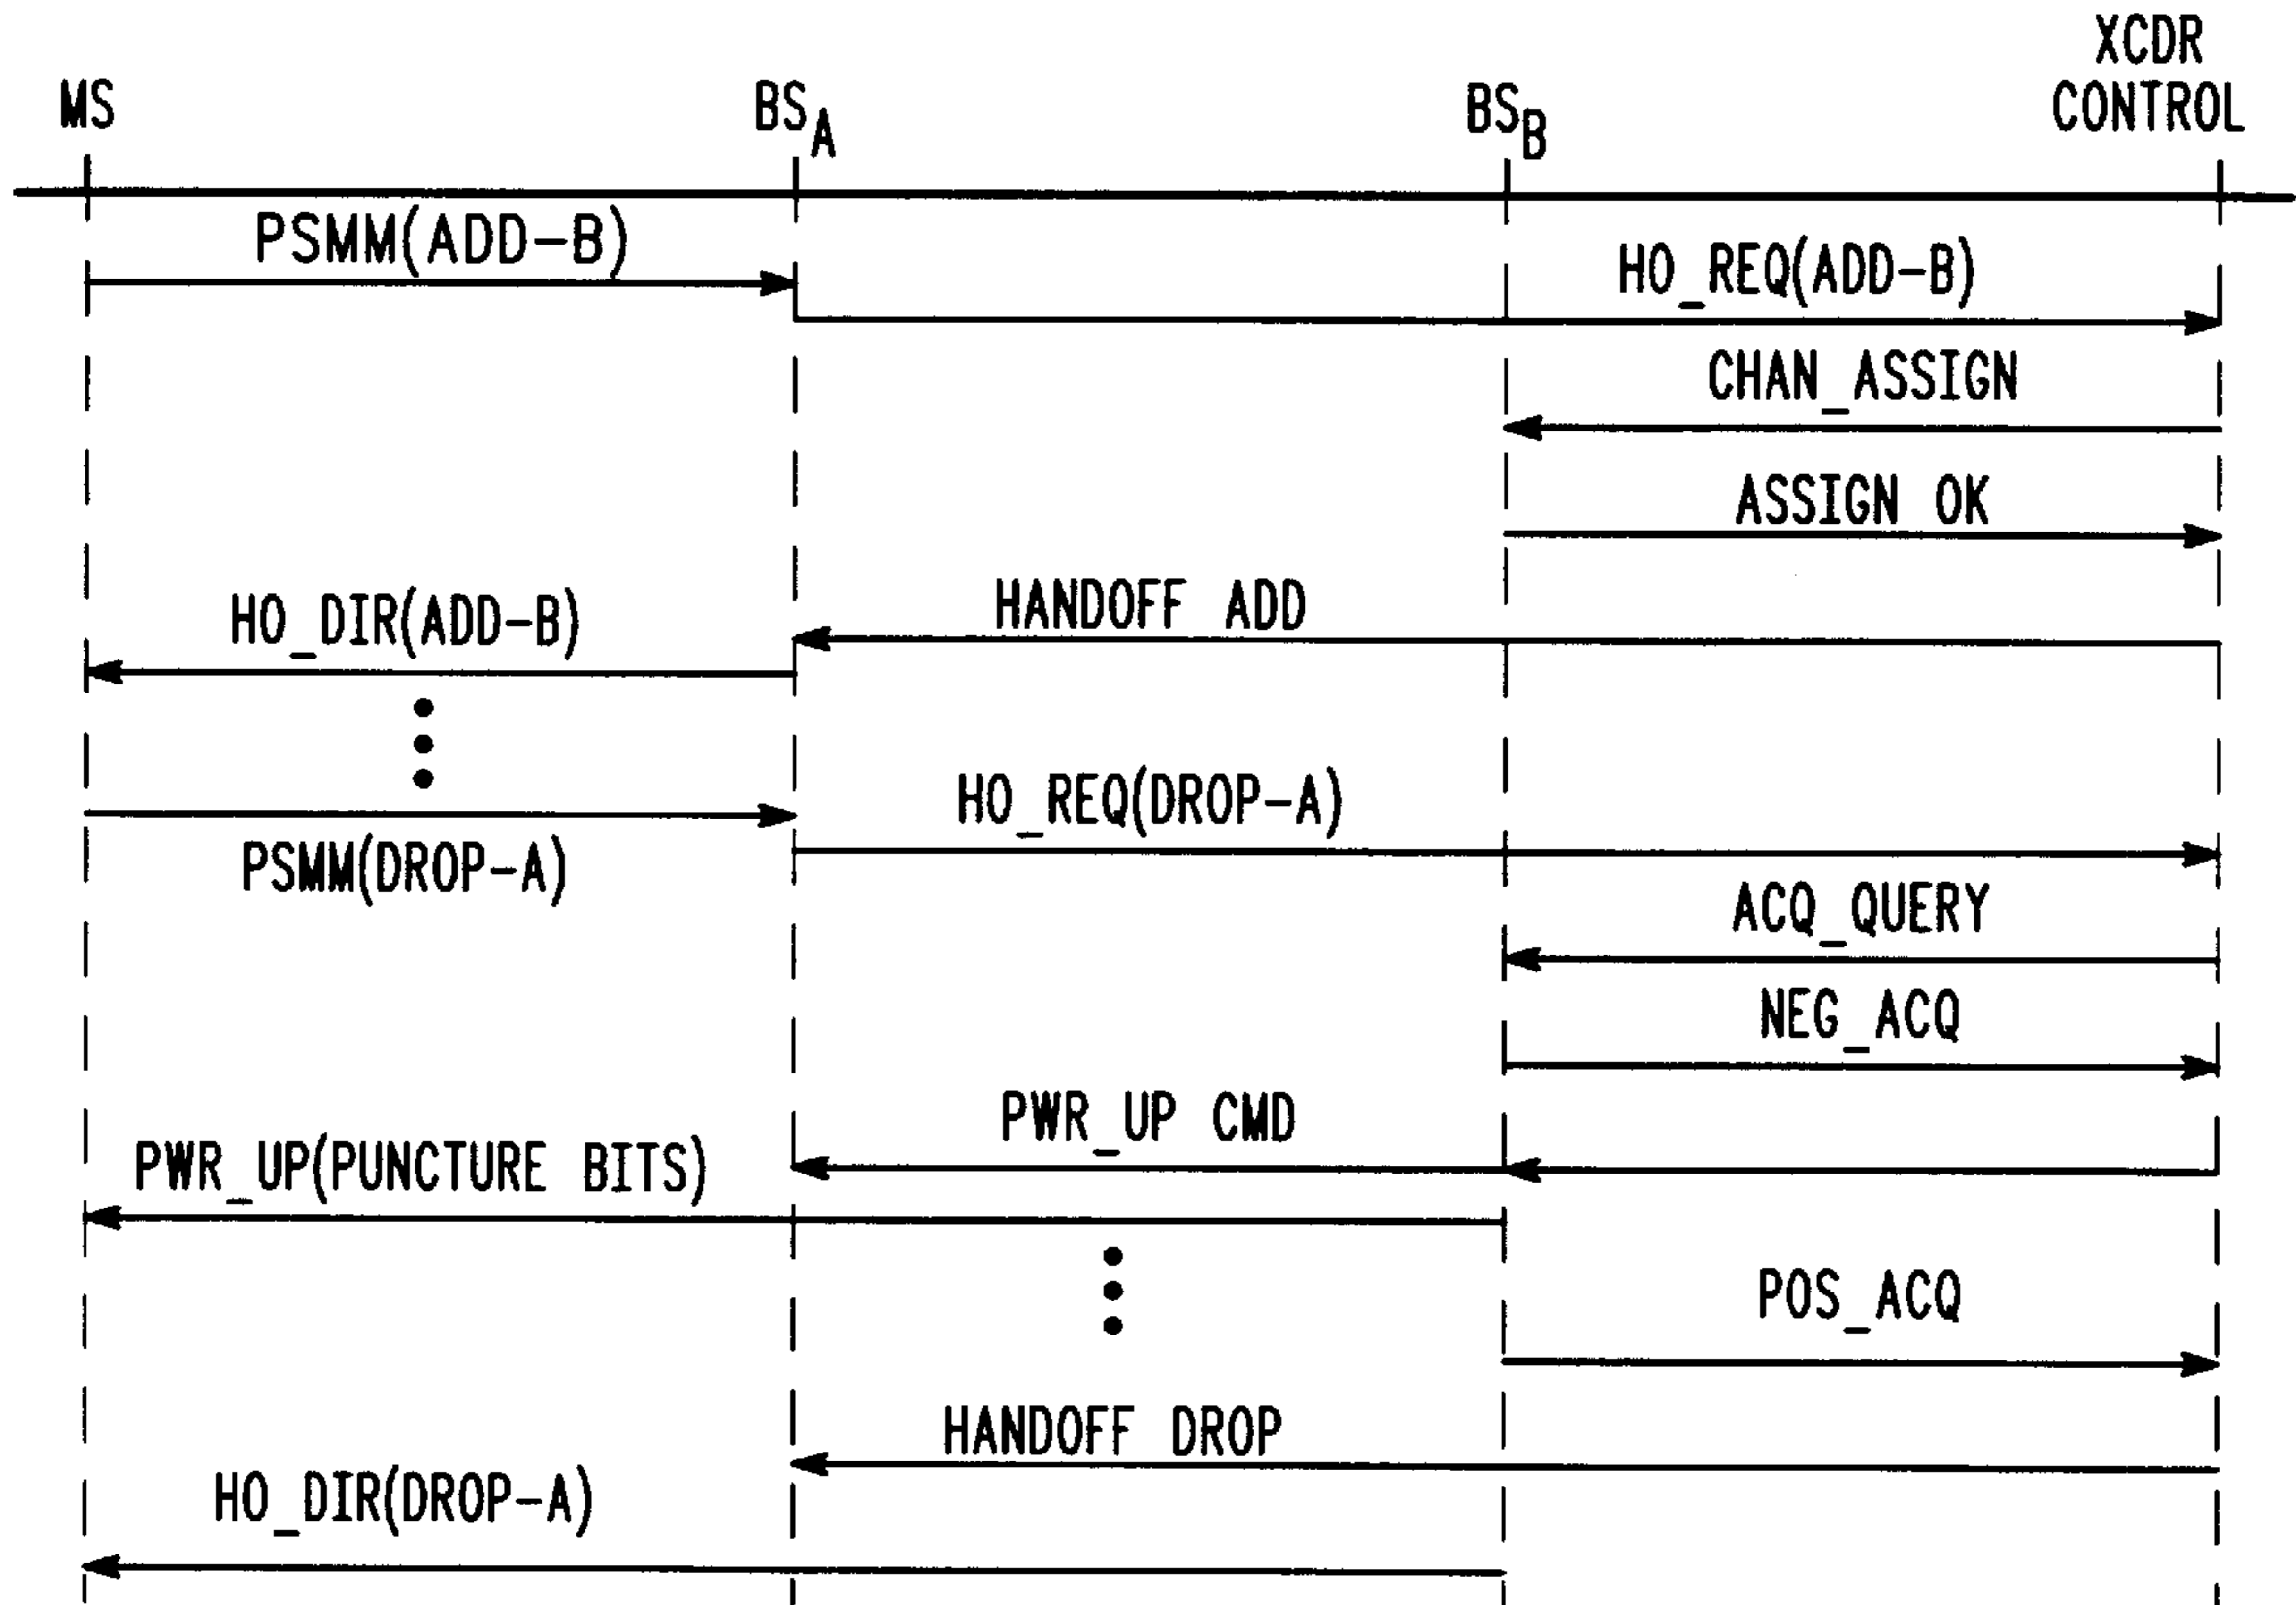 MS
BSA
BSB
XCDR
CONTROL
PSMM(ADD-B)
HO_REQ(ADD-B)
CHAN_ASSIGN
ASSIGN OK
HANDOFF ADD
HO_DIR(ADD-B)
HO_REQ(DROP-A)
PSMM(DROP-A)
ACQ_QUERY
NEG_ACQ
PWR_UP CMD
PWR_UP(PUNCTURE BITS)
POS_ACQ
HANDOFF DROP
HO_DIR(DROP-A)